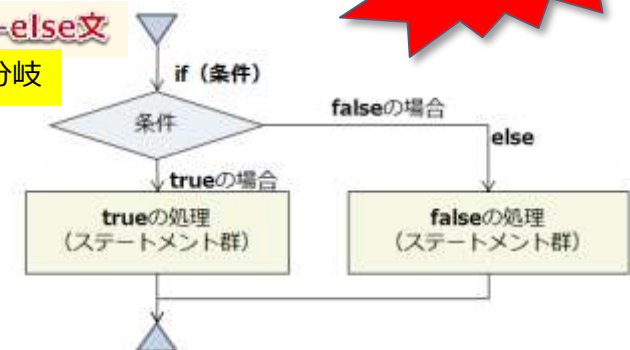 -else文
分岐
if（条件）
条件
falseの場合
else
trueの場合
trueの処理
（ステートメント群）
falseの処理
（ステートメント群）